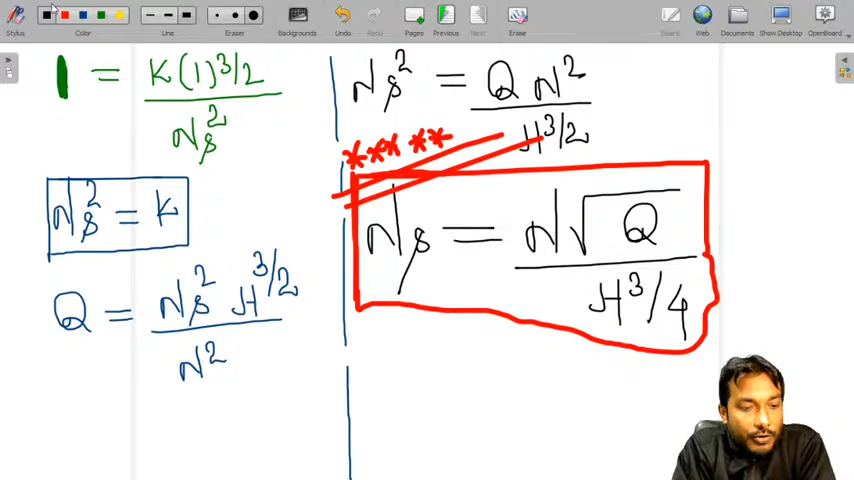 Stylus Color Line Eraser Backgrounds Undo Redo Pages Previous Next Erase Board Web Documents Show Desktop OpenBoard
1 = K(1)^3/2 / Ns^2
Ns^2 = K
Q = Ns^2 H^3/2 / N^2
Ns^2 = Q N^2 / H^3/2
*** **
Ns = N√Q / H^3/4